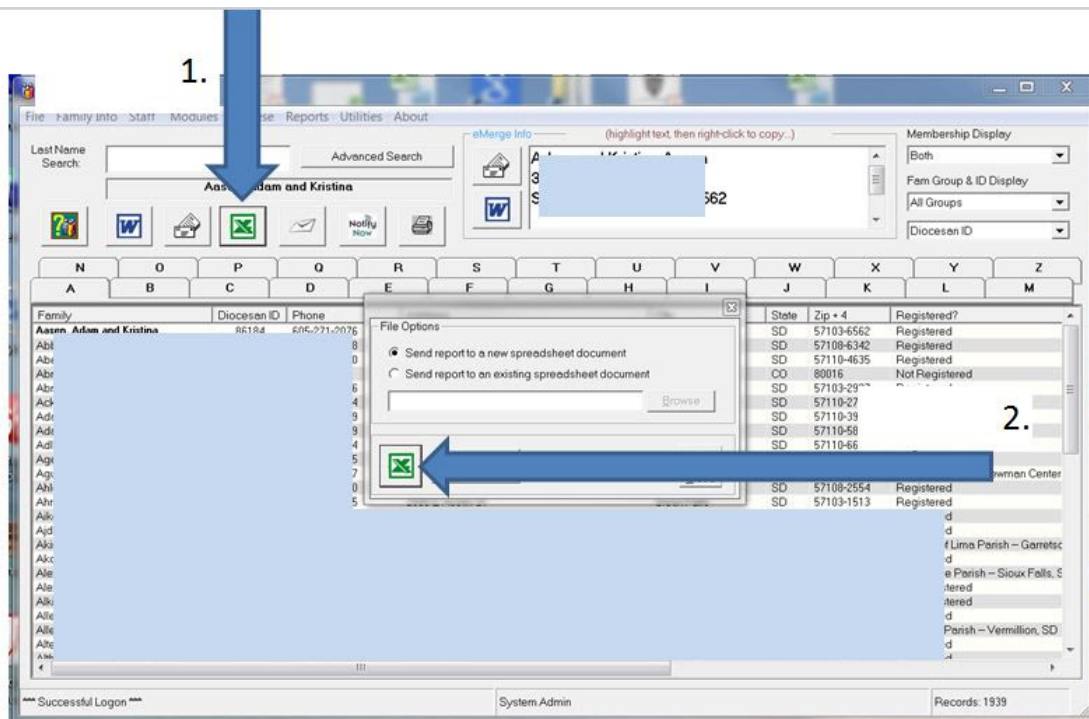 1.
File Family Info Staff Modules Reports Utilities About
Last Name
Search:
Advanced Search
eMerge Info
(highlight text, then right-click to copy...)
562
Membership Display
Both
Fam Group & ID Display
All Groups
Diocesan ID
Adam and Kristina
Notify
Now
N O P Q R S T U V W X Y Z
A B C D E F G H I J K L M
Family Diocesan ID Phone State Zip + 4 Registered?
Aasen, Adam and Kristina 86184 605-271-2076 SD 57103-6562 Registered
SD 57108-6342 Registered
SD 57110-4635 Registered
CO 80016 Not Registered
SD
SD 57110-27
SD 57110-39
SD 57110-58
SD 57110-66
File Options
Send report to a new spreadsheet document
Send report to an existing spreadsheet document
Browse
2.
wman Center
SD 57108-2554 Registered
SD 57103-1513 Registered
f Lima Parish – Garretso
e Parish – Sioux Falls, S
tered
tered
Parish – Vermillion, SD
*** Successful Logon ***
System Admin
Records: 1939